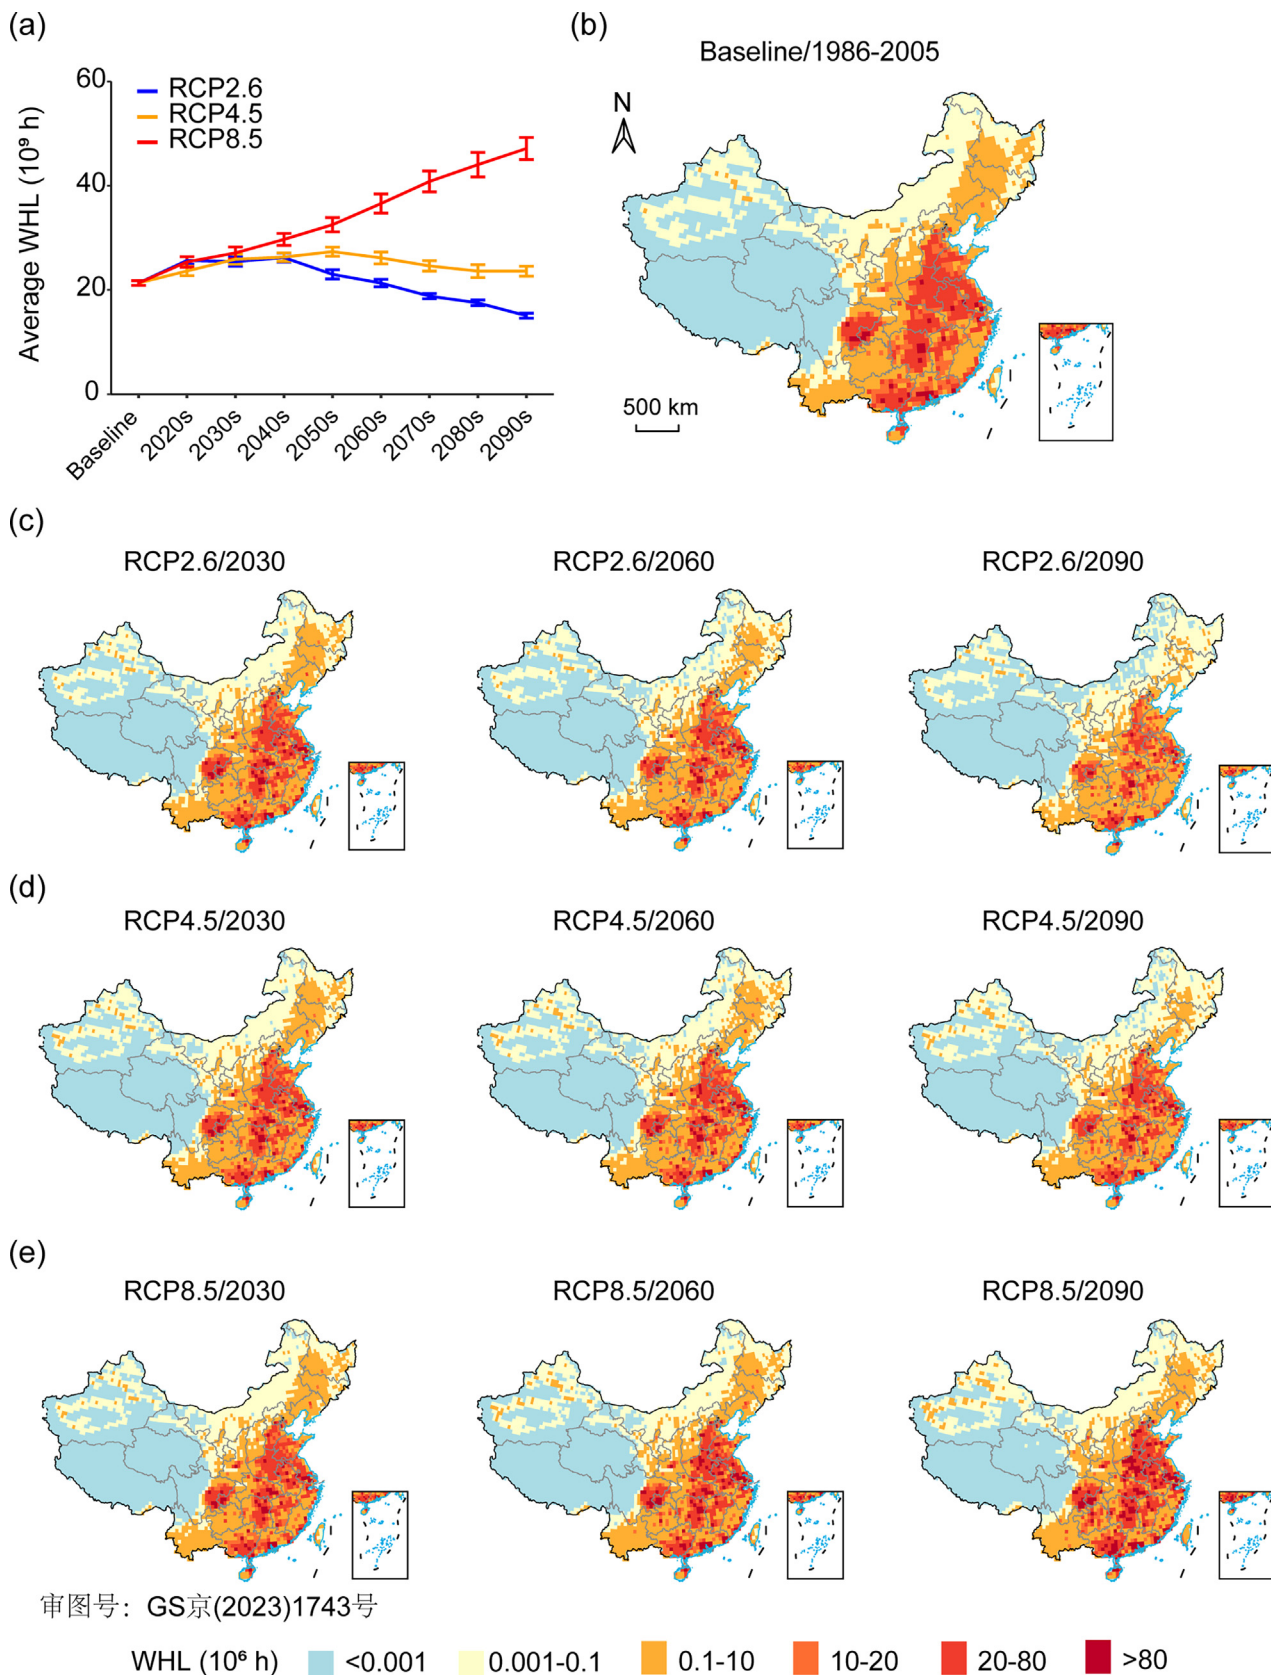 (a)
60
40
20
0
Average WHL (10⁹ h)
RCP2.6
RCP4.5
RCP8.5
Baseline
2020s
2030s
2040s
2050s
2060s
2070s
2080s
2090s
(b)
Baseline/1986-2005
N
500 km
(c)
RCP2.6/2030
RCP2.6/2060
RCP2.6/2090
(d)
RCP4.5/2030
RCP4.5/2060
RCP4.5/2090
(e)
RCP8.5/2030
RCP8.5/2060
RCP8.5/2090
审图号：GS京(2023)1743号
WHL (10⁶ h) <0.001 0.001-0.1 0.1-10 10-20 20-80 >80